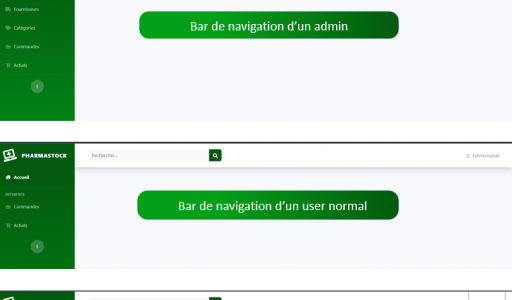 Fournisseurs
Catégories
Commandes
Achats
Bar de navigation d’un admin
PHARMASTOCK
Rechercher...
fatima bakali
Accueil
INTERFACE
Commandes
Achats
Bar de navigation d’un user normal